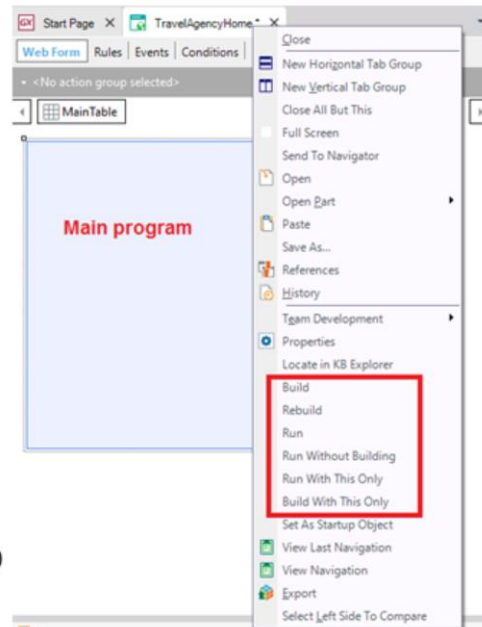 Start Page
TravelAgencyHome *
Web Form Rules Events Conditions
<No action group selected>
MainTable
Main program
Close
New Horizontal Tab Group
New Vertical Tab Group
Close All But This
Full Screen
Send To Navigator
Open
Open Part
Paste
Save As...
References
History
Team Development
Properties
Locate in KB Explorer
Build
Rebuild
Run
Run Without Building
Run With This Only
Build With This Only
Set As Startup Object
View Last Navigation
View Navigation
Export
Select Left Side To Compare
)